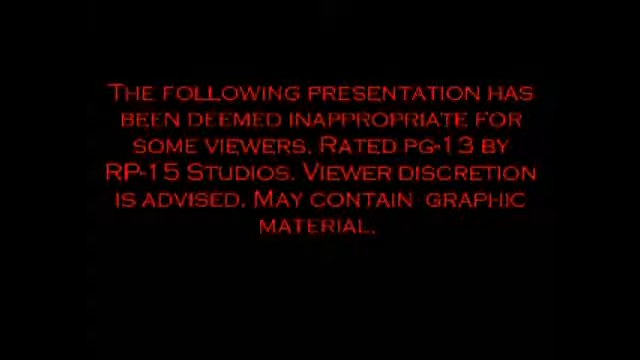 The following presentation has
been deemed inappropriate for
some viewers. Rated pg-13 by
RP-15 Studios. Viewer discretion
is advised. May contain graphic
material.